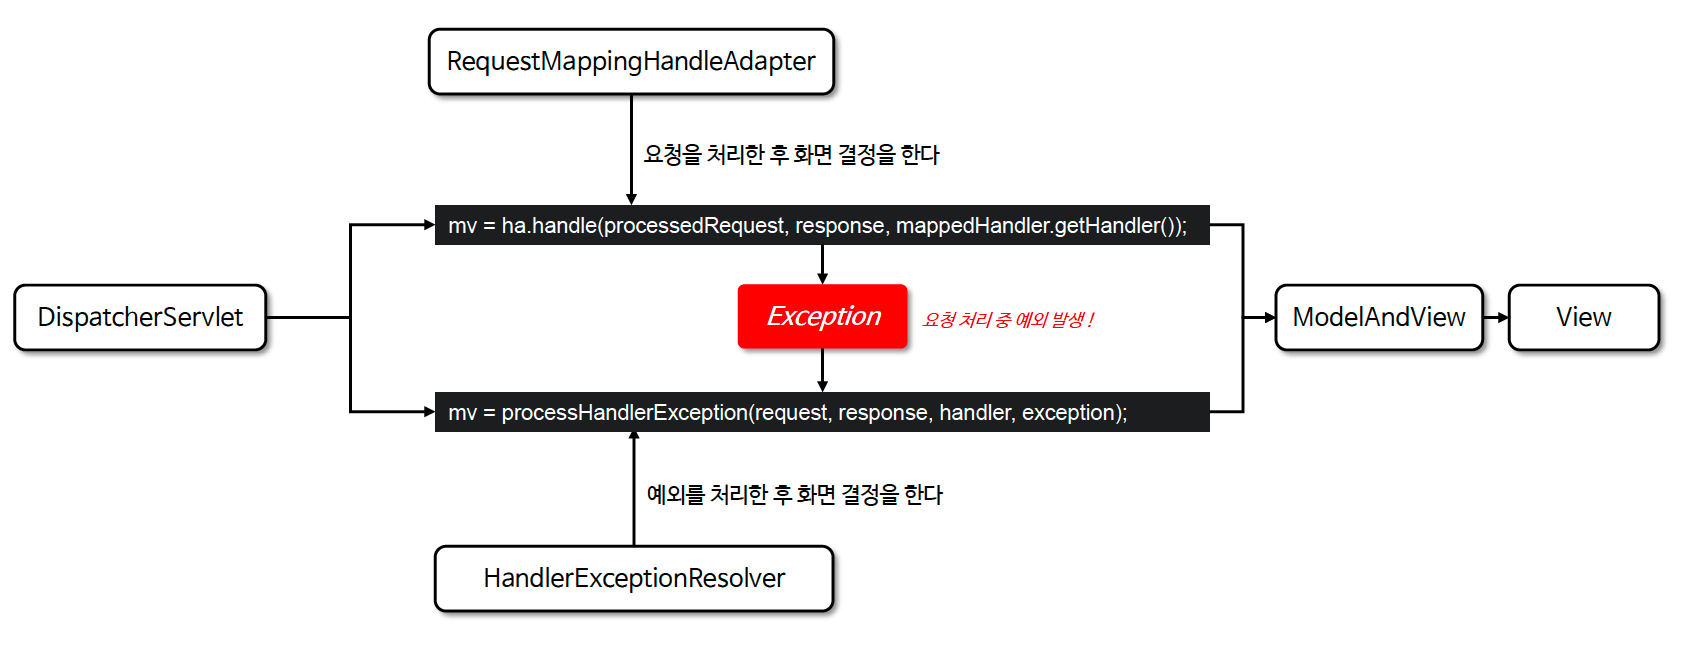 RequestMappingHandleAdapter
요청을 처리한 후 화면 결정을 한다
mv = ha.handle(processedRequest, response, mappedHandler.getHandler());
DispatcherServlet
Exception
요청 처리 중 예외 발생 !
ModelAndView
View
mv = processHandlerException(request, response, handler, exception);
예외를 처리한 후 화면 결정을 한다
HandlerExceptionResolver